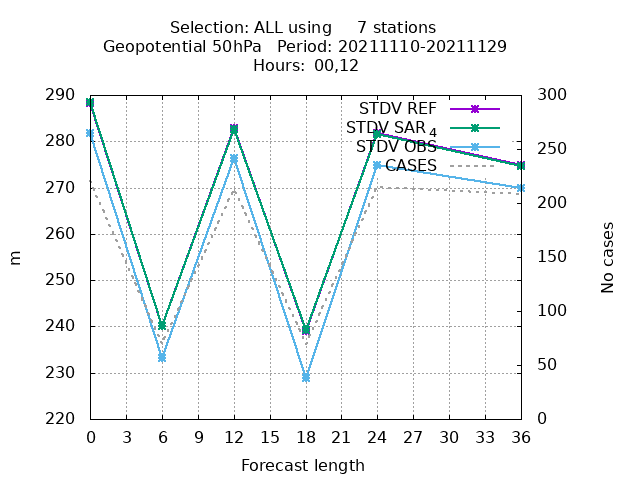 Selection: ALL using 7 stations
Geopotential 50hPa Period: 20211110-20211129
Hours: 00,12
290 300
STDV REF
STDV SAR 4
280
STDV OBS 250
CASES
270
200
260
m
No cases
250 150
240 100
230 50
220 0
0 3 6 9 12 15 18 21 24 27 30 33 36
Forecast length